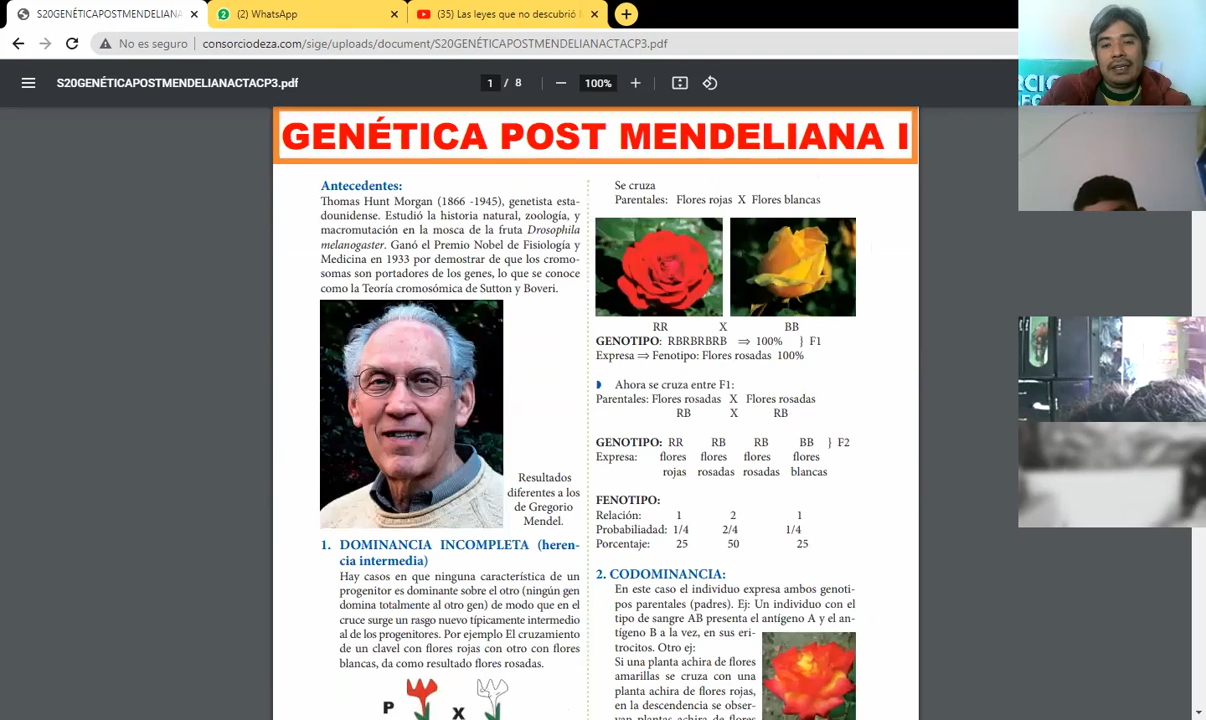 S20GENÉTICAPOSTMENDELIANA
(2) WhatsApp
(35) Las leyes que no descubrió
No es seguro
consorciodeza.com/sige/uploads/document/S20GENÉTICAPOSTMENDELIANACTACP3.pdf
S20GENÉTICAPOSTMENDELIANACTACP3.pdf
1 / 8
100%
GENÉTICA POST MENDELIANA I
Antecedentes:
Thomas Hunt Morgan (1866 -1945), genetista esta-
dounidense. Estudió la historia natural, zoología, y
macromutación en la mosca de la fruta Drosophila
melanogaster. Ganó el Premio Nobel de Fisiología y
Medicina en 1933 por demostrar de que los cromo-
somas son portadores de los genes, lo que se conoce
como la Teoría cromosómica de Sutton y Boveri.
Resultados
diferentes a los
de Gregorio
Mendel.
1. DOMINANCIA INCOMPLETA (heren-
cia intermedia)
Hay casos en que ninguna característica de un
progenitor es dominante sobre el otro (ningún gen
domina totalmente al otro gen) de modo que en el
cruce surge un rasgo nuevo típicamente intermedio
al de los progenitores. Por ejemplo El cruzamiento
de un clavel con flores rojas con otro con flores
blancas, da como resultado flores rosadas.
P X
Se cruza
Parentales: Flores rojas X Flores blancas
RR X BB
GENOTIPO: RBRBRBRB ⇒ 100% } F1
Expresa ⇒ Fenotipo: Flores rosadas 100%
Ahora se cruza entre F1:
Parentales: Flores rosadas X Flores rosadas
RB X RB
GENOTIPO: RR RB RB BB } F2
Expresa: flores flores flores flores
rojas rosadas rosadas blancas
FENOTIPO:
Relación: 1 2 1
Probabiliadad: 1/4 2/4 1/4
Porcentaje: 25 50 25
2. CODOMINANCIA:
En este caso el individuo expresa ambos genoti-
pos parentales (padres). Ej: Un individuo con el
tipo de sangre AB presenta el antígeno A y el an-
tígeno B a la vez, en sus eri-
trocitos. Otro ej:
Si una planta achira de flores
amarillas se cruza con una
planta achira de flores rojas,
en la descendencia se obser-
van plantas achira de flores